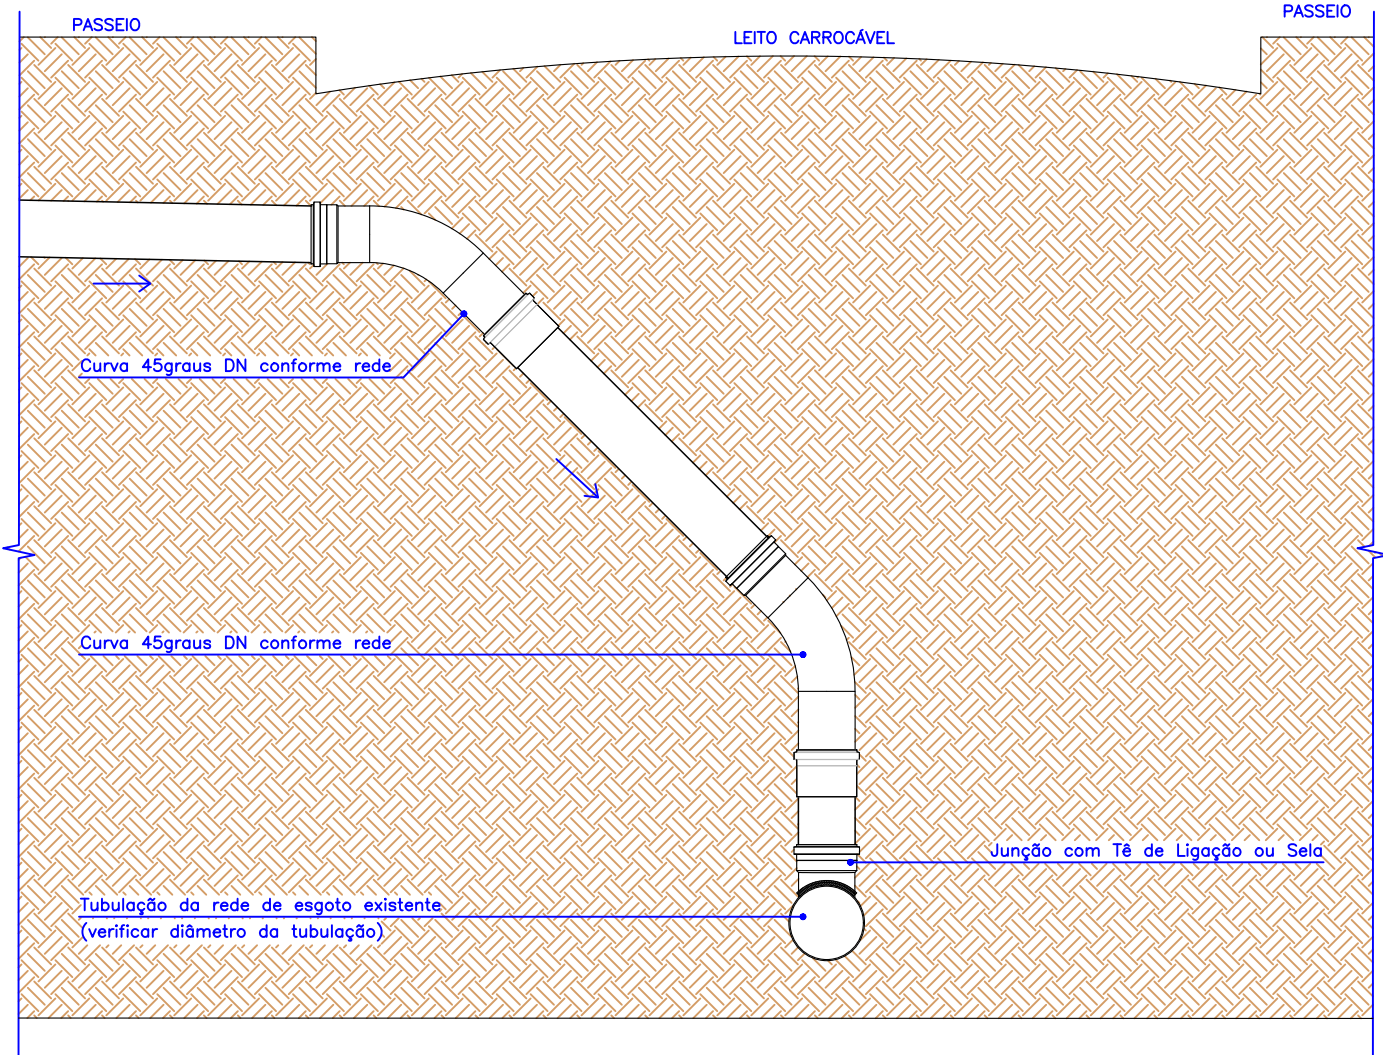 PASSEIO
PASSEIO
LEITO CARROCÁVEL
Curva 45graus DN conforme rede
Curva 45graus DN conforme rede
Junção com Tê de Ligação ou Sela
Tubulação da rede de esgoto existente
(verificar diâmetro da tubulação)